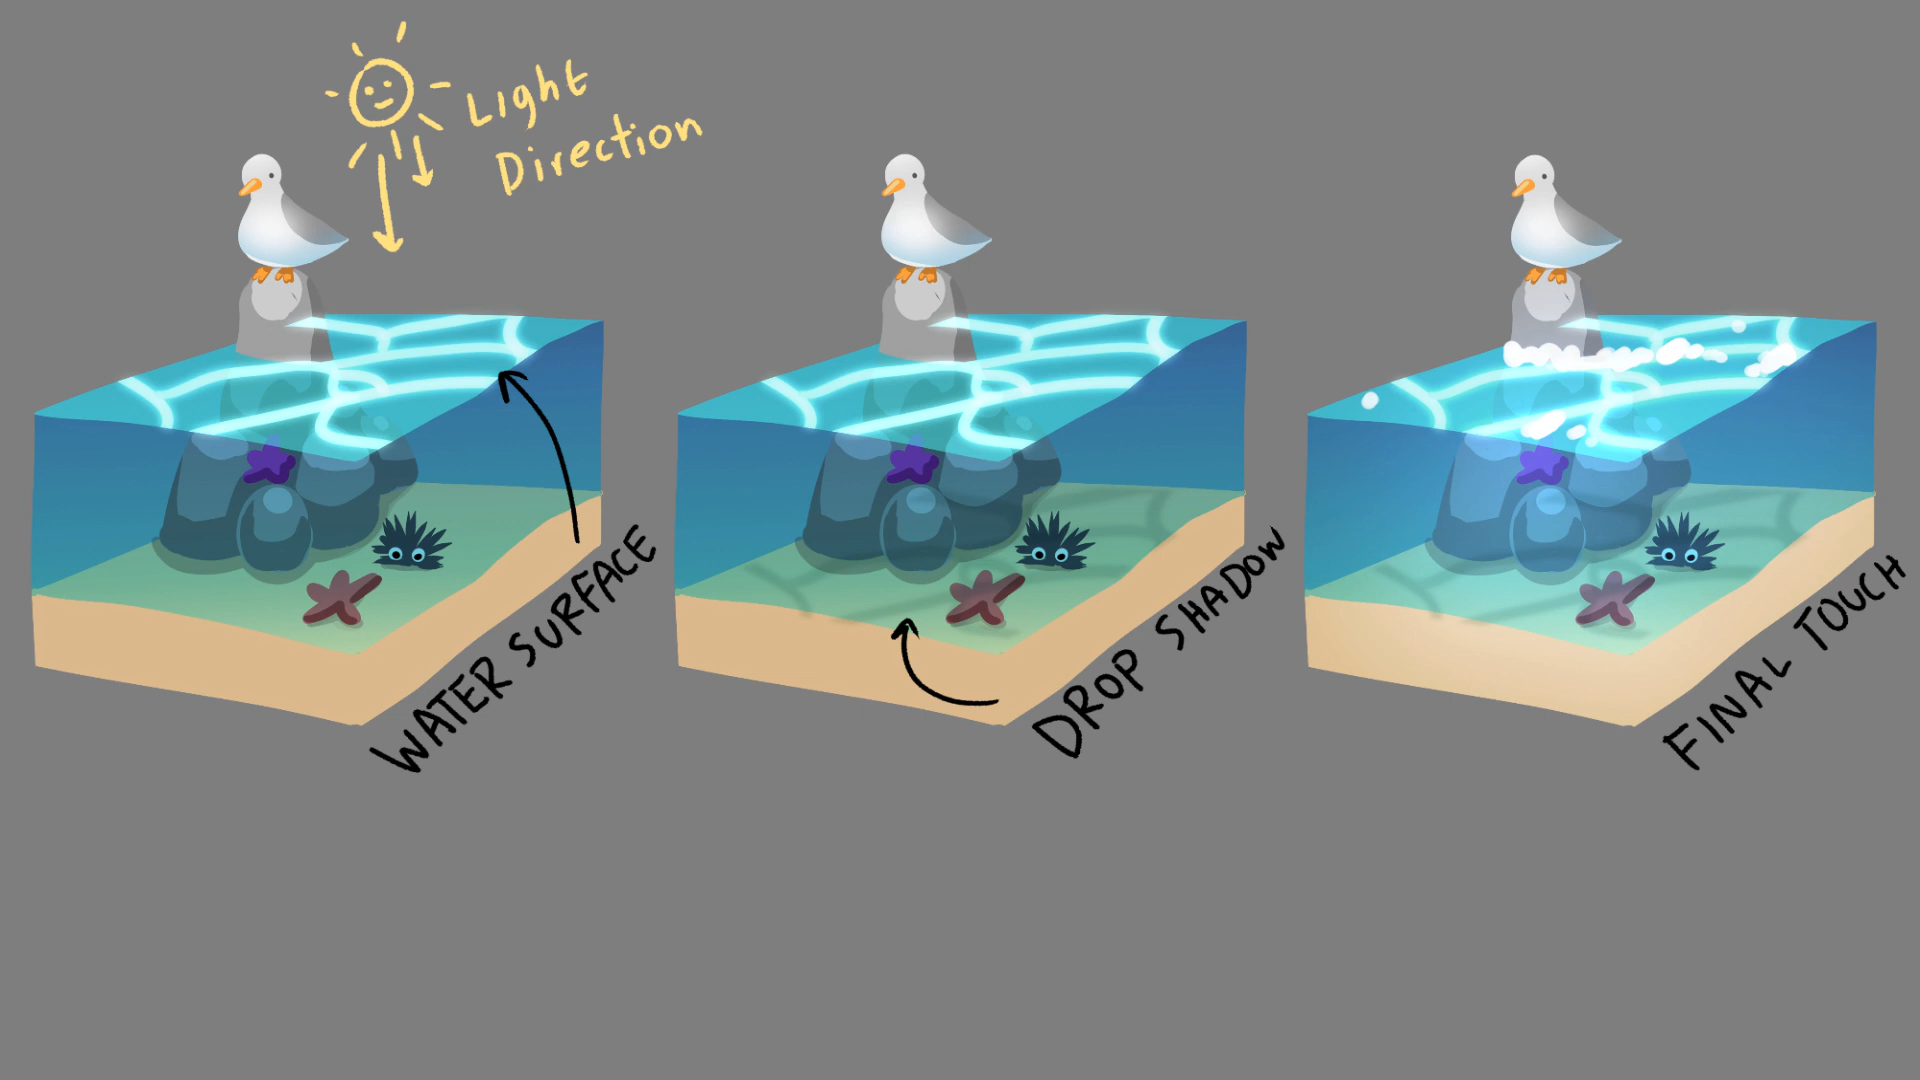 Light
Direction
WATER SURFACE
DROP SHADOW
FINAL TOUCH